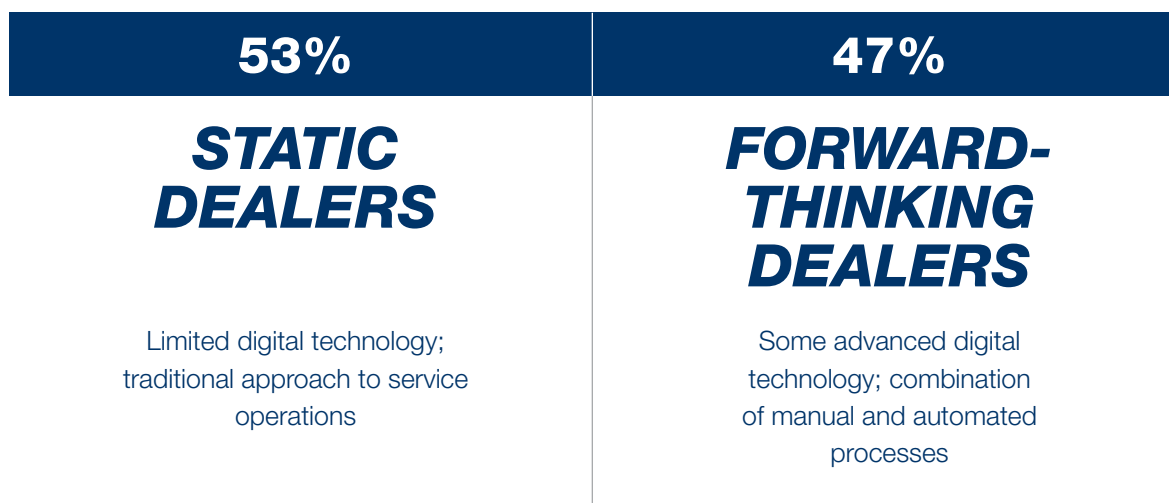 53%
STATIC
DEALERS
Limited digital technology;
traditional approach to service
operations
47%
FORWARD-
THINKING
DEALERS
Some advanced digital
technology; combination
of manual and automated
processes